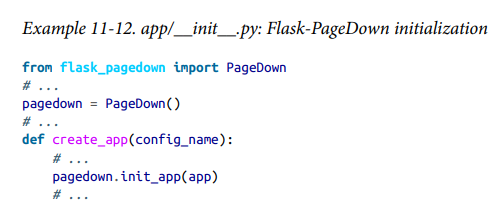 Example 11-12. app/__init__.py: Flask-PageDown initialization
from flask_pagedown import PageDown
# ...
pagedown = PageDown()
# ...
def create_app(config_name):
    # ...
    pagedown.init_app(app)
    # ...